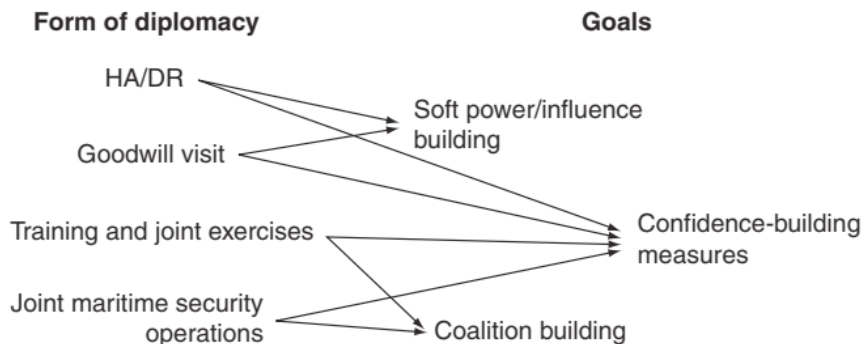 Form of diplomacy
Goals
HA/DR
Soft power/influence
building
Goodwill visit
Training and joint exercises
Confidence-building
measures
Joint maritime security
operations
Coalition building